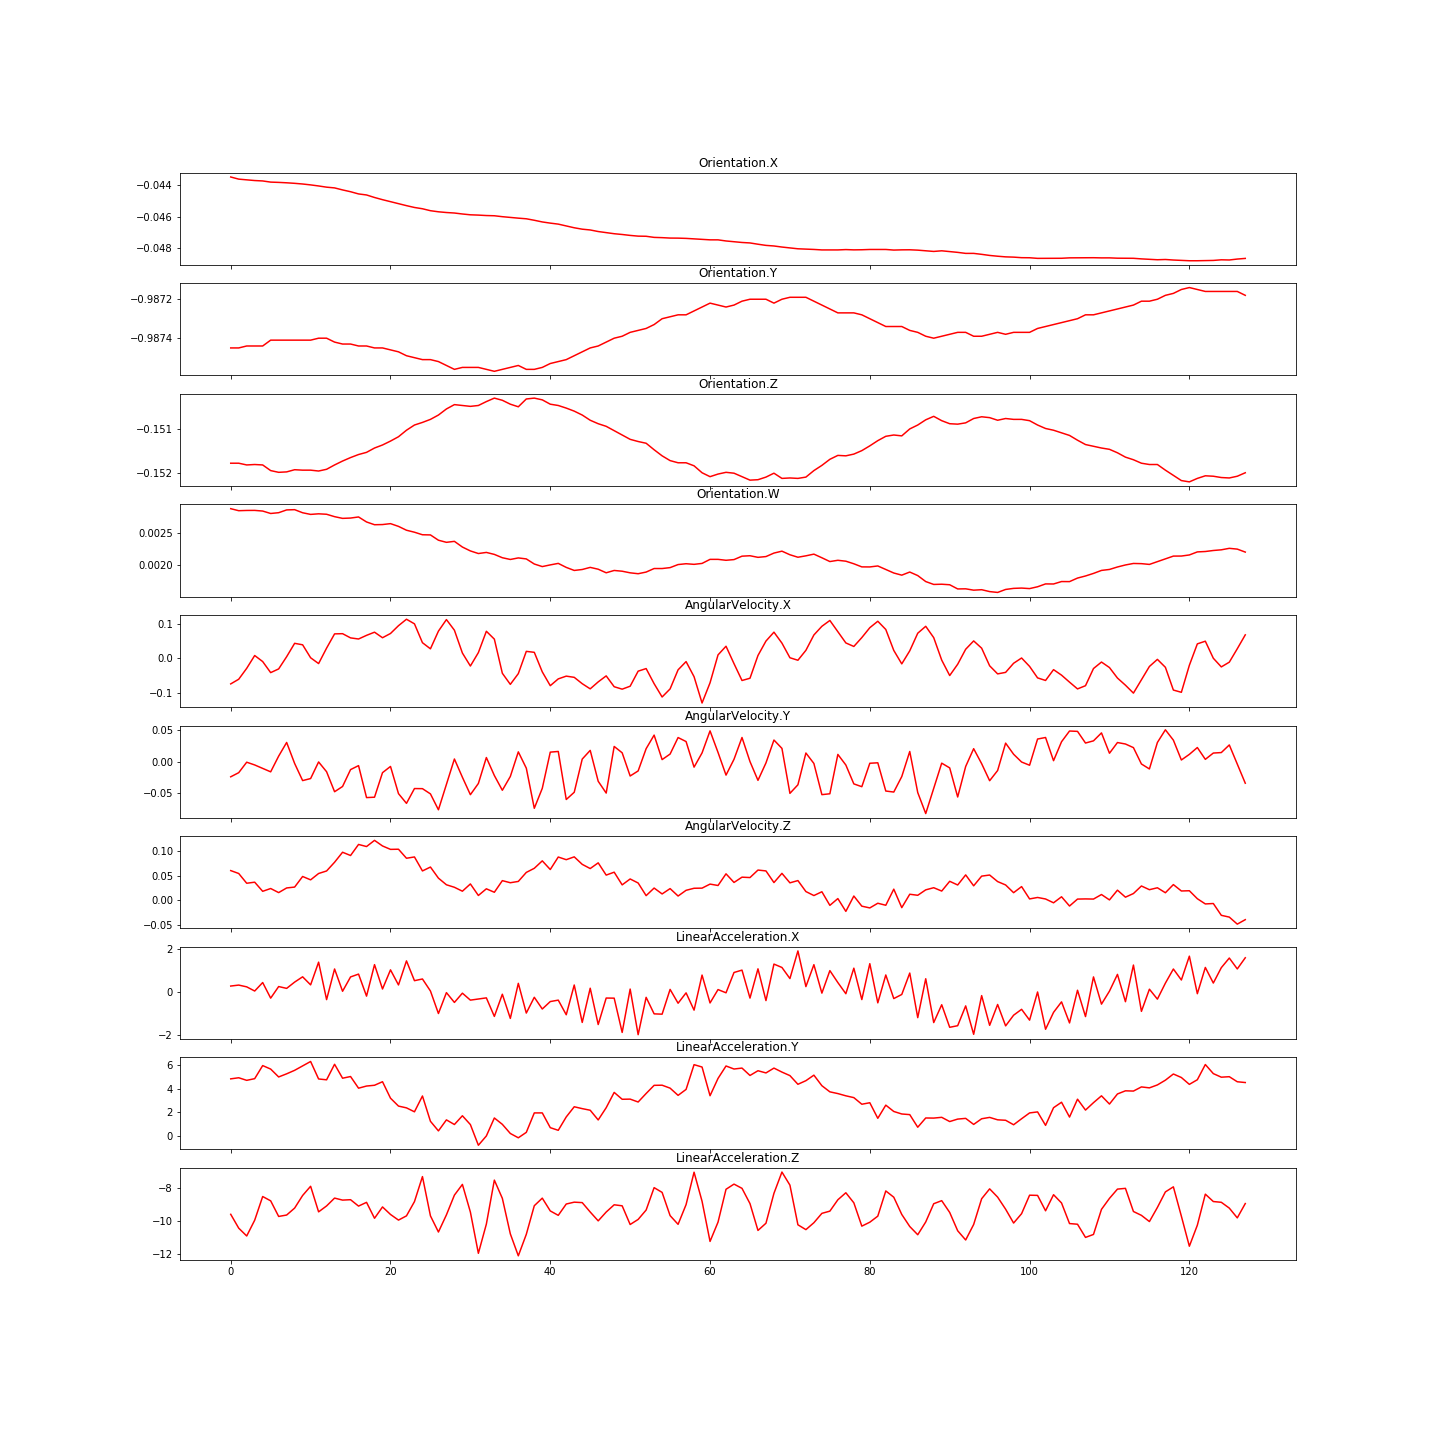 Orientation.X
−0.044
−0.046
−0.048
Orientation.Y
−0.9872
−0.9874
Orientation.Z
−0.151
−0.152
Orientation.W
0.0025
0.0020
AngularVelocity.X
0.1
0.0
−0.1
AngularVelocity.Y
0.05
0.00
−0.05
AngularVelocity.Z
0.10
0.05
0.00
−0.05
LinearAcceleration.X
2
0
−2
LinearAcceleration.Y
6
4
2
0
LinearAcceleration.Z
−8
−10
−12
0 20 40 60 80 100 120